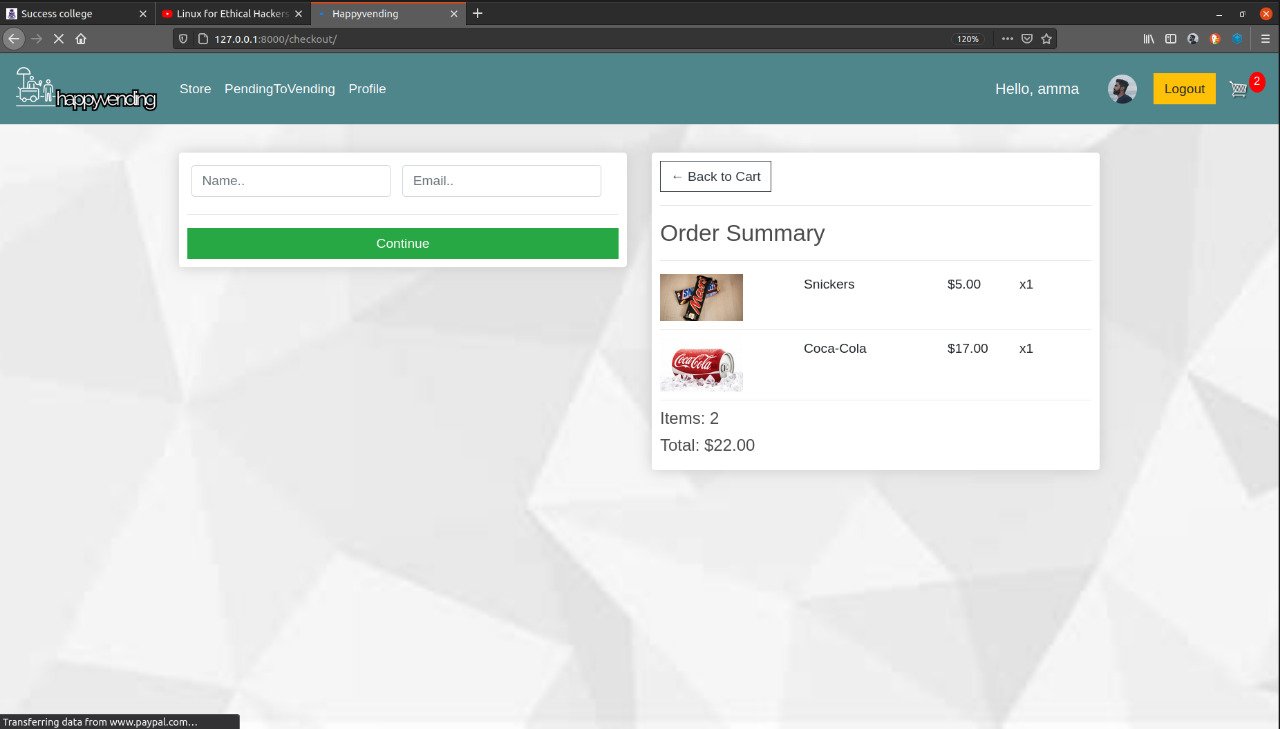 Success college
Linux for Ethical Hackers
Happyvending
127.0.0.1:8000/checkout/
120%
happyvending
Store
PendingToVending
Profile
Hello, amma
Logout
2
Name..
Email..
Continue
← Back to Cart
Order Summary
Snickers $5.00 x1
Coca-Cola $17.00 x1
Items: 2
Total: $22.00
Transferring data from www.paypal.com…